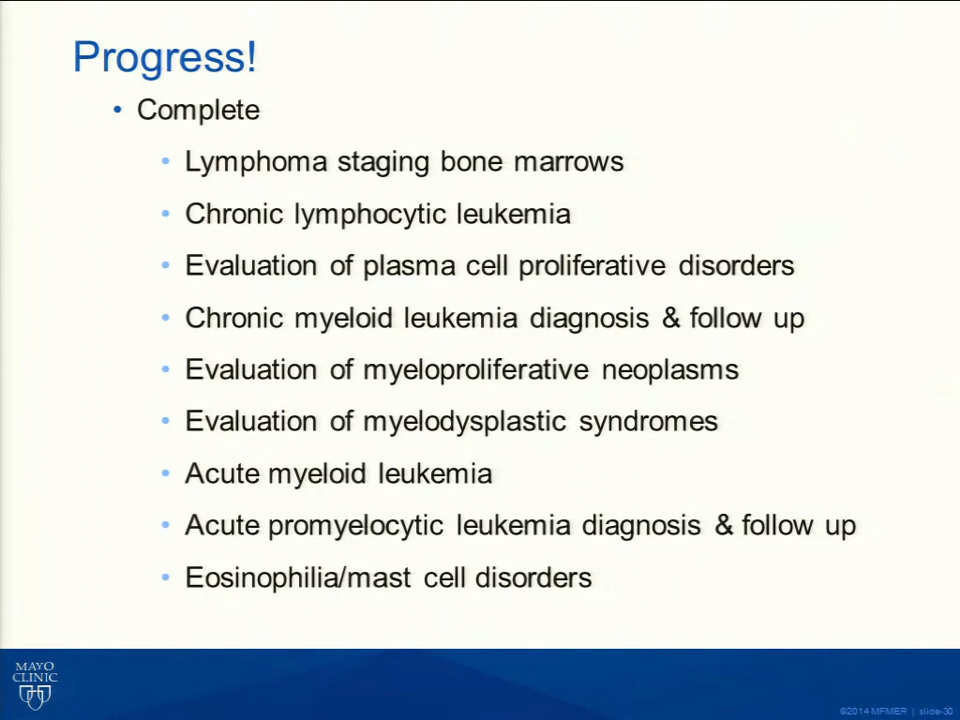 Progress!
• Complete
• Lymphoma staging bone marrows
• Chronic lymphocytic leukemia
• Evaluation of plasma cell proliferative disorders
• Chronic myeloid leukemia diagnosis & follow up
• Evaluation of myeloproliferative neoplasms
• Evaluation of myelodysplastic syndromes
• Acute myeloid leukemia
• Acute promyelocytic leukemia diagnosis & follow up
• Eosinophilia/mast cell disorders
MAYO
CLINIC
©2014 MFMER | slide-30